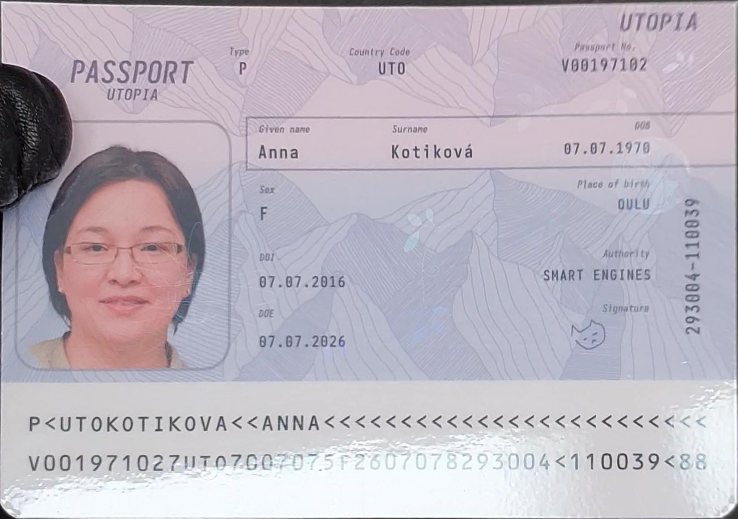 UTOPIA
PASSPORT
UTOPIA
Type
P
Country Code
UTO
Passport No.
V00197102
Given name
Anna
Surname
Kotiková
DOB
07.07.1970
Sex
F
Place of birth
OULU
DOI
07.07.2016
Authority
SMART ENGINES
DOE
07.07.2026
Signature
293004-110039
P<UTOKOTIKOVA<<ANNA<<<<<<<<<<<<<<<<<<<<<<<<<
V001971027UTO7007075F2607078293004<110039<88